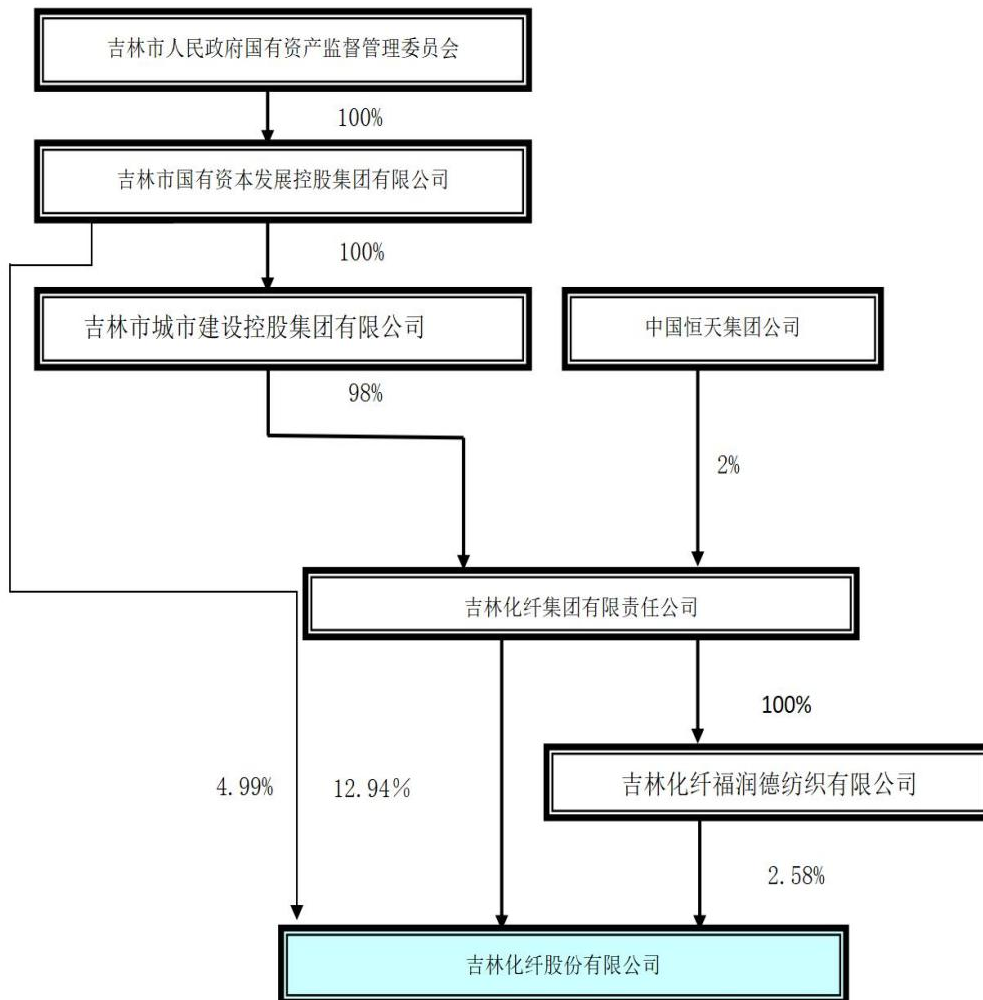 吉林市人民政府国有资产监督管理委员会
100%
吉林市国有资本发展控股集团有限公司
100%
吉林市城市建设控股集团有限公司
中国恒天集团公司
98%
2%
吉林化纤集团有限责任公司
100%
吉林化纤福润德纺织有限公司
4.99%
12.94%
2.58%
吉林化纤股份有限公司